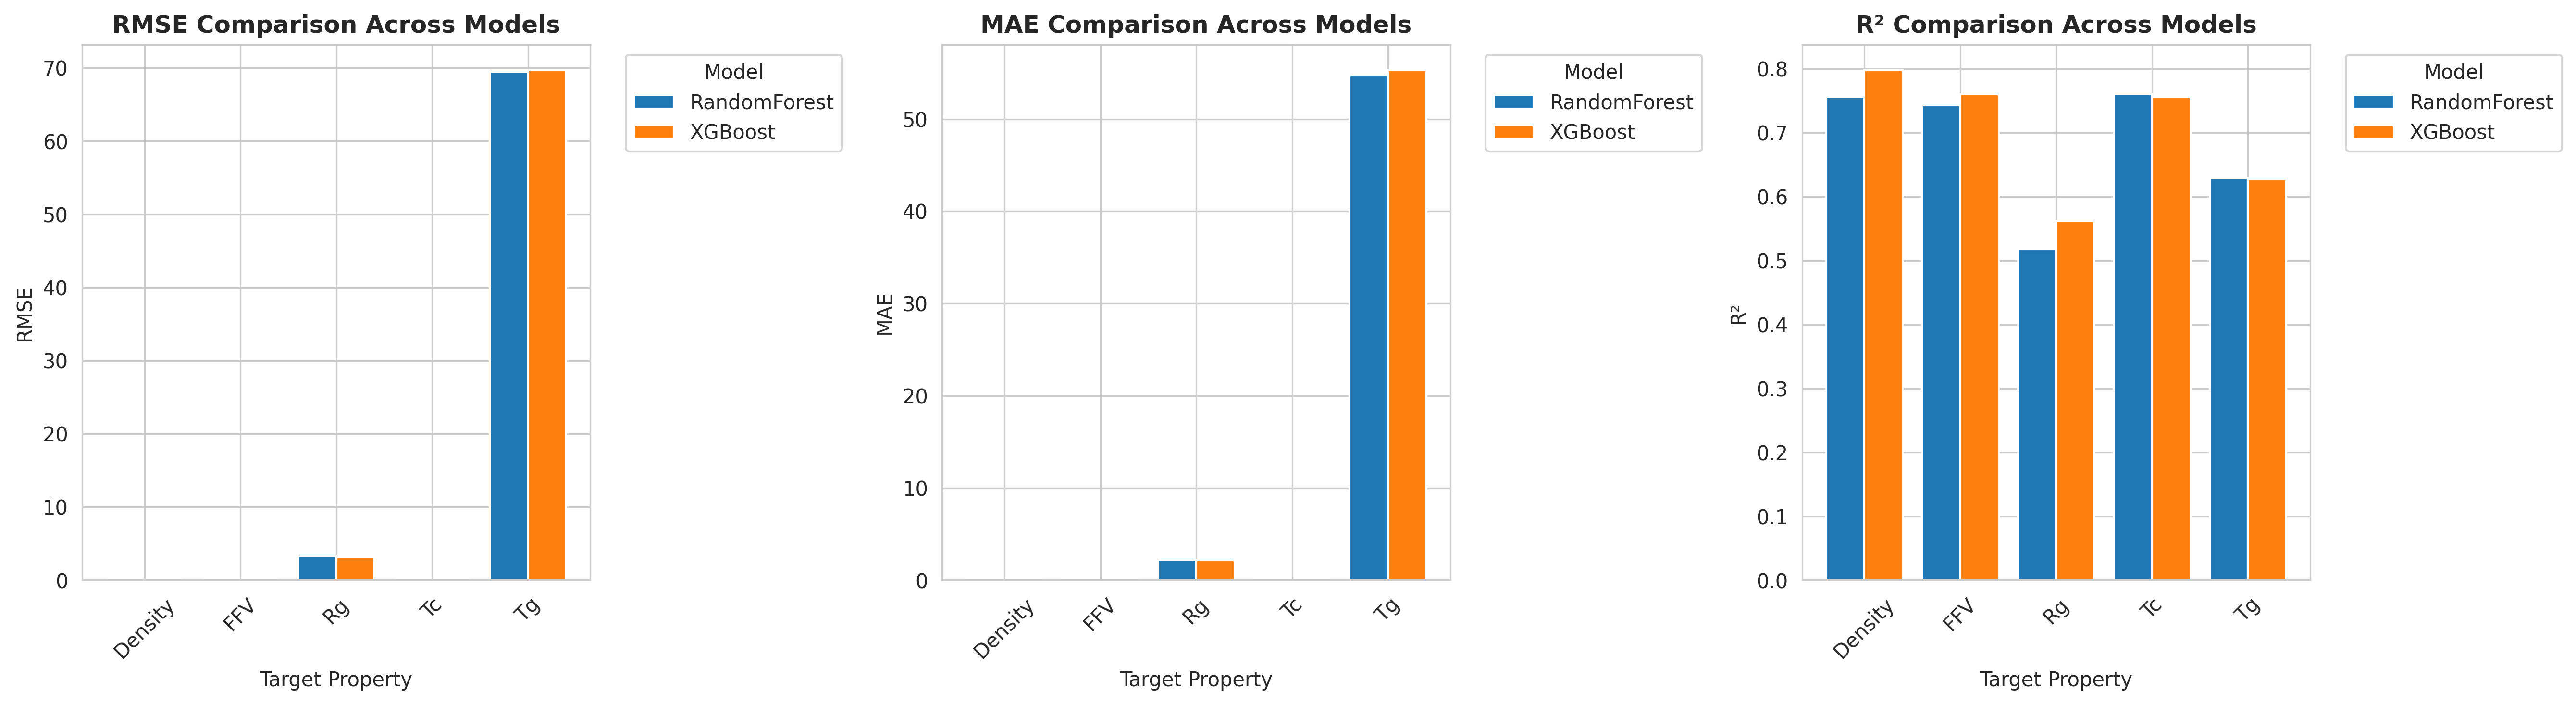 RMSE Comparison Across Models
70
60
50
40
30
20
10
0
RMSE
Density
FFV
Rg
Tc
Tg
Target Property
Model
RandomForest
XGBoost
MAE Comparison Across Models
50
40
30
20
10
0
MAE
Density
FFV
Rg
Tc
Tg
Target Property
Model
RandomForest
XGBoost
R² Comparison Across Models
0.8
0.7
0.6
0.5
0.4
0.3
0.2
0.1
0.0
R²
Density
FFV
Rg
Tc
Tg
Target Property
Model
RandomForest
XGBoost